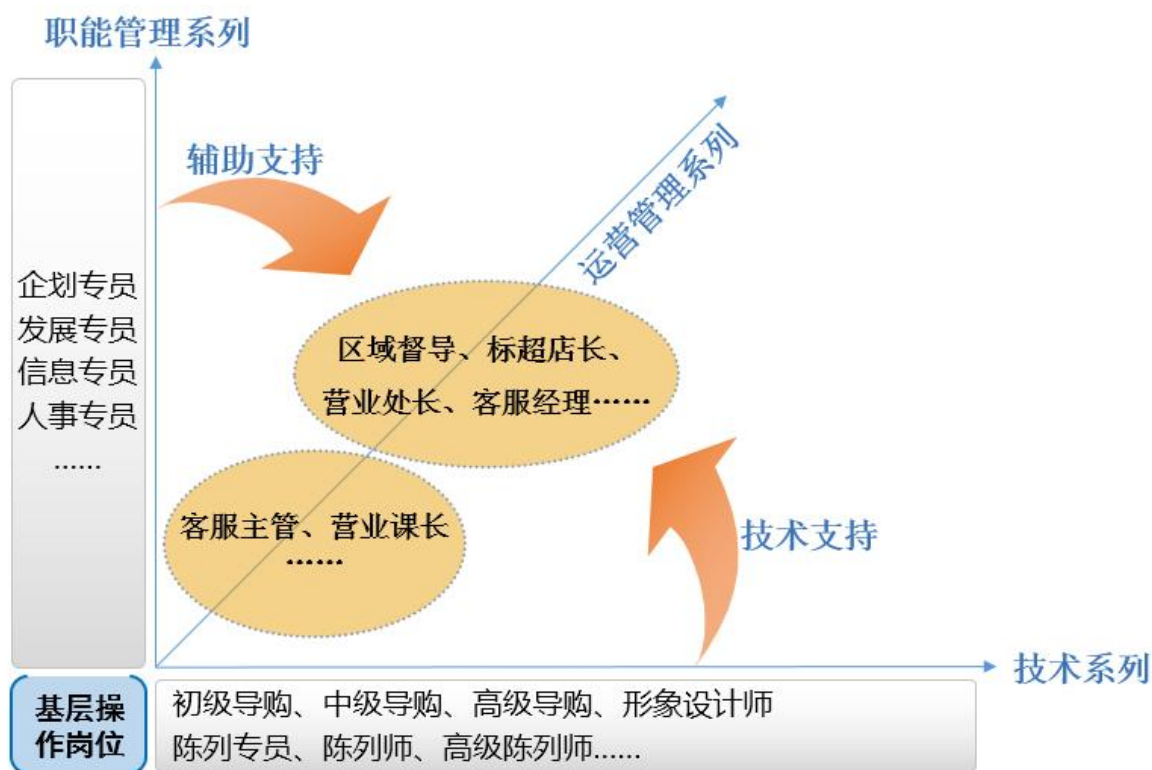 职能管理系列
辅助支持
运营管理系列
企划专员
发展专员
信息专员
人事专员
......
区域督导、标超店长、
营业处长、客服经理······
客服主管、营业课长
······
技术支持
技术系列
基层操
作岗位
初级导购、中级导购、高级导购、形象设计师
陈列专员、陈列师、高级陈列师......